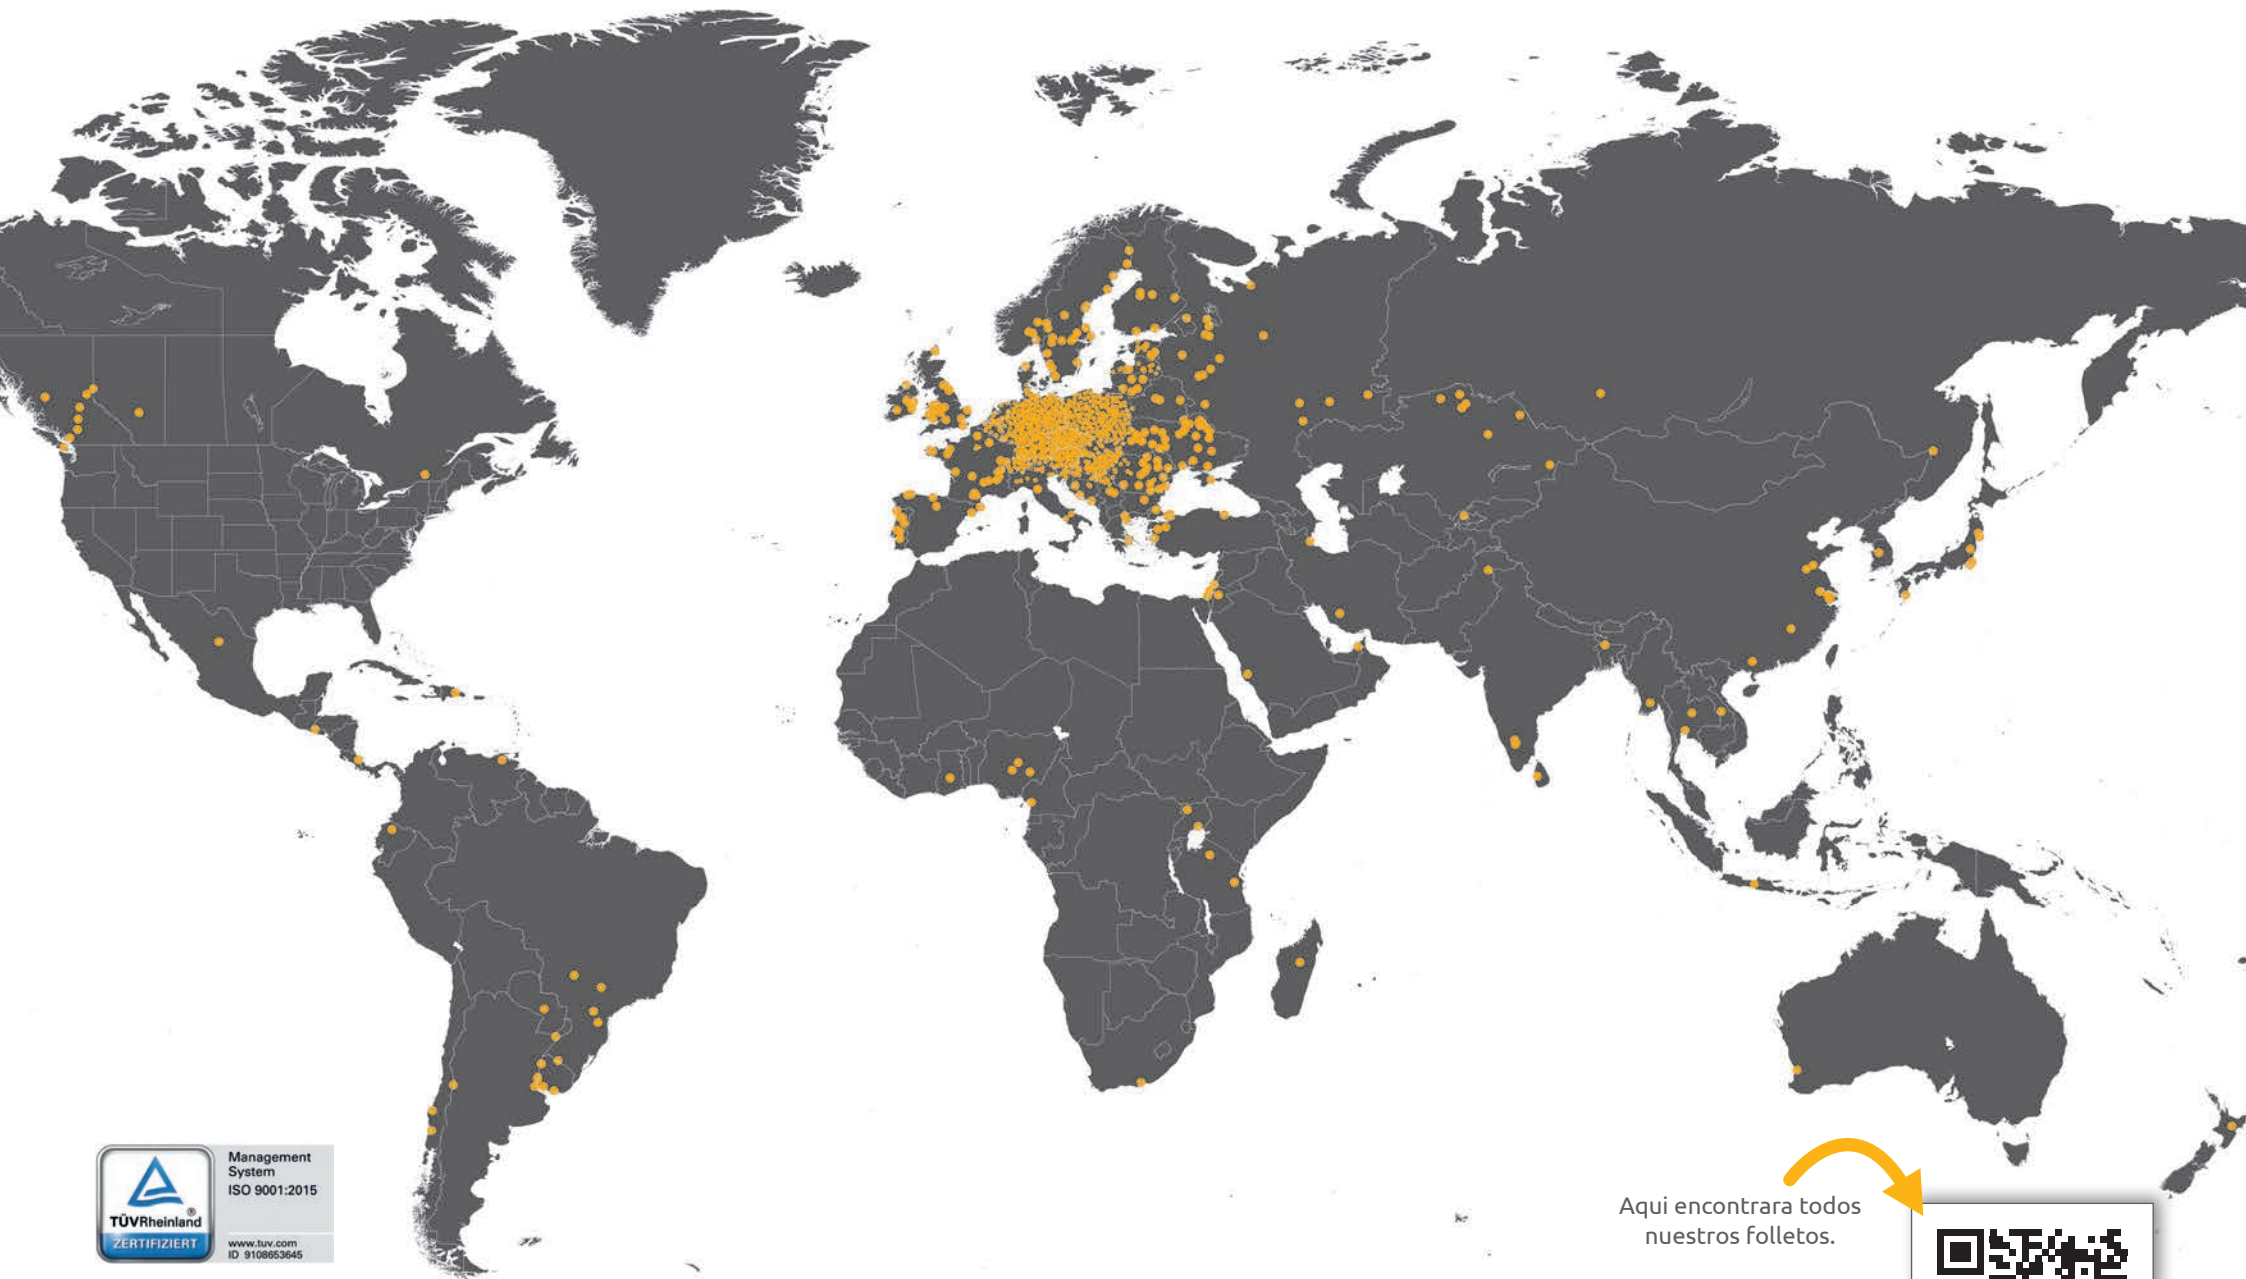 Management
System
ISO 9001:2015
TÜVRheinland®
ZERTIFIZIERT
www.tuv.com
ID 9108653645
Aqui encontrara todos
nuestros folletos.